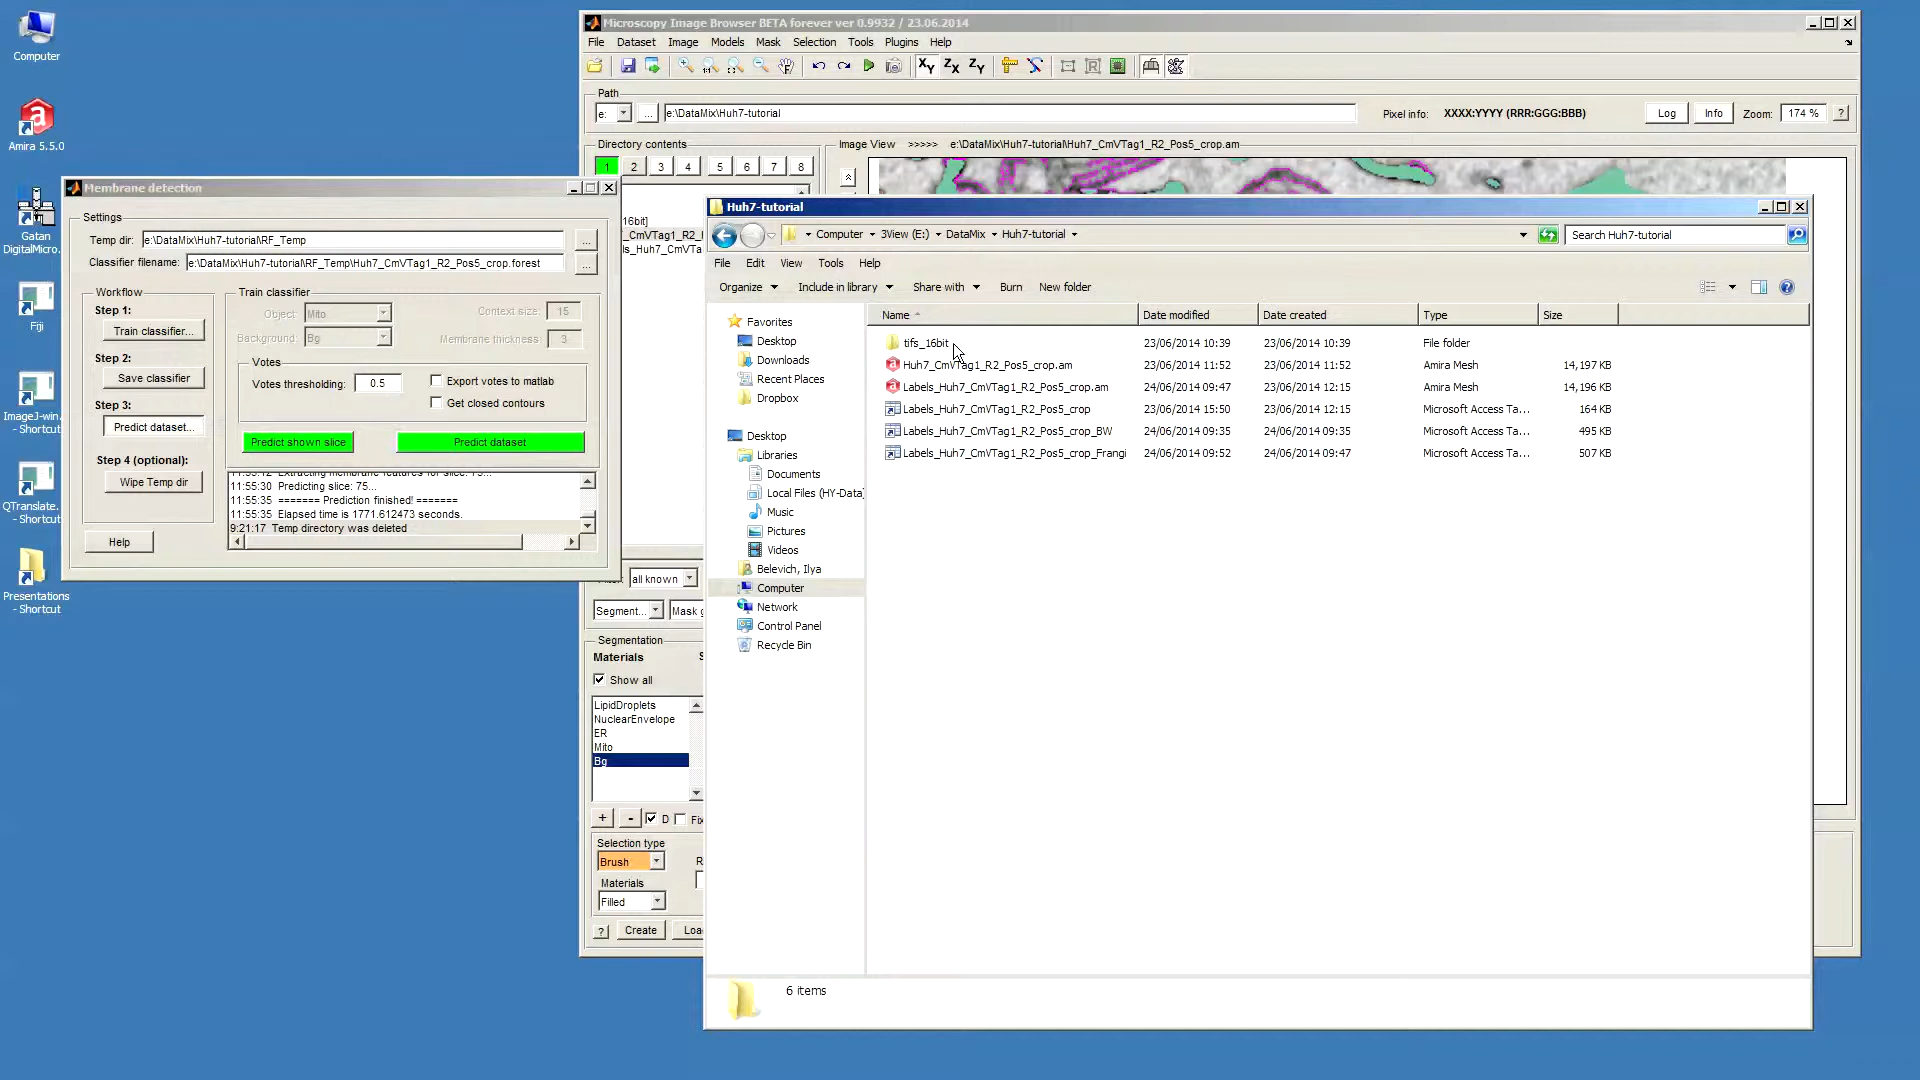 Computer
Amira 5.5.0
Gatan
DigitalMicro...
Fiji
ImageJ-win...
- Shortcut
QTranslate...
- Shortcut
Presentations
- Shortcut
Microscopy Image Browser BETA forever ver 0.9932 / 23.06.2014
File Dataset Image Models Mask Selection Tools Plugins Help
Path
e: ... e:\DataMix\Huh7-tutorial Pixel info: XXXX:YYYY (RRR:GGG:BBB) Log Info Zoom: 174 % ?
Directory contents
1 2 3 4 5 6 7 8
Image View >>>>> e:\DataMix\Huh7-tutorial\Huh7_CmVTag1_R2_Pos5_crop.am
16bit]
_CmVTag1_R2_
ls_Huh7_CmVTa
all known
Segment... Mask
Segmentation
Materials
Show all
LipidDroplets
NuclearEnvelope
ER
Mito
Bg
+ - D Fix
Selection type
Brush
Materials
Filled
? Create Loa
Membrane detection
Settings
Temp dir: e:\DataMix\Huh7-tutorial\RF_Temp ...
Classifier filename: e:\DataMix\Huh7-tutorial\RF_Temp\Huh7_CmVTag1_R2_Pos5_crop.forest ...
Workflow
Step 1:
Train classifier...
Step 2:
Save classifier
Step 3:
Predict dataset...
Step 4 (optional):
Wipe Temp dir
Help
Train classifier
Object: Mito Context size: 15
Background: Bg Membrane thickness: 3
Votes
Votes thresholding: 0.5 Export votes to matlab
Get closed contours
Predict shown slice Predict dataset
11:55:12 Extracting membrane features for slice: 75...
11:55:30 Predicting slice: 75...
11:55:35 ======= Prediction finished! =======
11:55:35 Elapsed time is 1771.612473 seconds.
9:21:17 Temp directory was deleted
Huh7-tutorial
Computer 3View (E:) DataMix Huh7-tutorial Search Huh7-tutorial
File Edit View Tools Help
Organize Include in library Share with Burn New folder
Favorites
Desktop
Downloads
Recent Places
Dropbox
Desktop
Libraries
Documents
Local Files (HY-Data)
Music
Pictures
Videos
Belevich, Ilya
Computer
Network
Control Panel
Recycle Bin
Name Date modified Date created Type Size
tifs_16bit 23/06/2014 10:39 23/06/2014 10:39 File folder
Huh7_CmVTag1_R2_Pos5_crop.am 23/06/2014 11:52 23/06/2014 11:52 Amira Mesh 14,197 KB
Labels_Huh7_CmVTag1_R2_Pos5_crop.am 24/06/2014 09:47 23/06/2014 12:15 Amira Mesh 14,196 KB
Labels_Huh7_CmVTag1_R2_Pos5_crop 23/06/2014 15:50 23/06/2014 12:15 Microsoft Access Ta... 164 KB
Labels_Huh7_CmVTag1_R2_Pos5_crop_BW 24/06/2014 09:35 24/06/2014 09:35 Microsoft Access Ta... 495 KB
Labels_Huh7_CmVTag1_R2_Pos5_crop_Frangi 24/06/2014 09:52 24/06/2014 09:47 Microsoft Access Ta... 507 KB
6 items